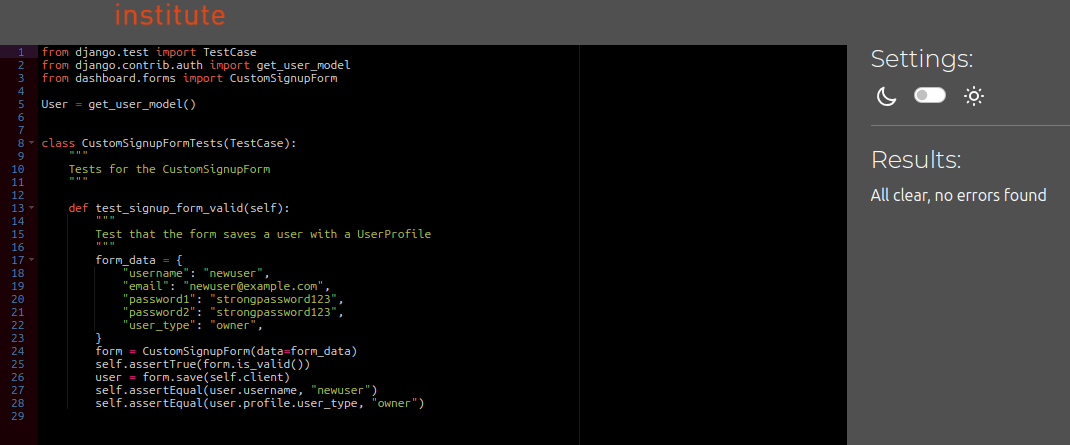 institute
1 from django.test import TestCase
2 from django.contrib.auth import get_user_model
3 from dashboard.forms import CustomSignupForm
4
5 User = get_user_model()
6
7
8 class CustomSignupFormTests(TestCase):
9     """
10     Tests for the CustomSignupForm
11     """
12
13     def test_signup_form_valid(self):
14         """
15         Test that the form saves a user with a UserProfile
16         """
17         form_data = {
18             "username": "newuser",
19             "email": "newuser@example.com",
20             "password1": "strongpassword123",
21             "password2": "strongpassword123",
22             "user_type": "owner",
23         }
24         form = CustomSignupForm(data=form_data)
25         self.assertTrue(form.is_valid())
26         user = form.save(self.client)
27         self.assertEqual(user.username, "newuser")
28         self.assertEqual(user.profile.user_type, "owner")
29
Settings:
Results:
All clear, no errors found